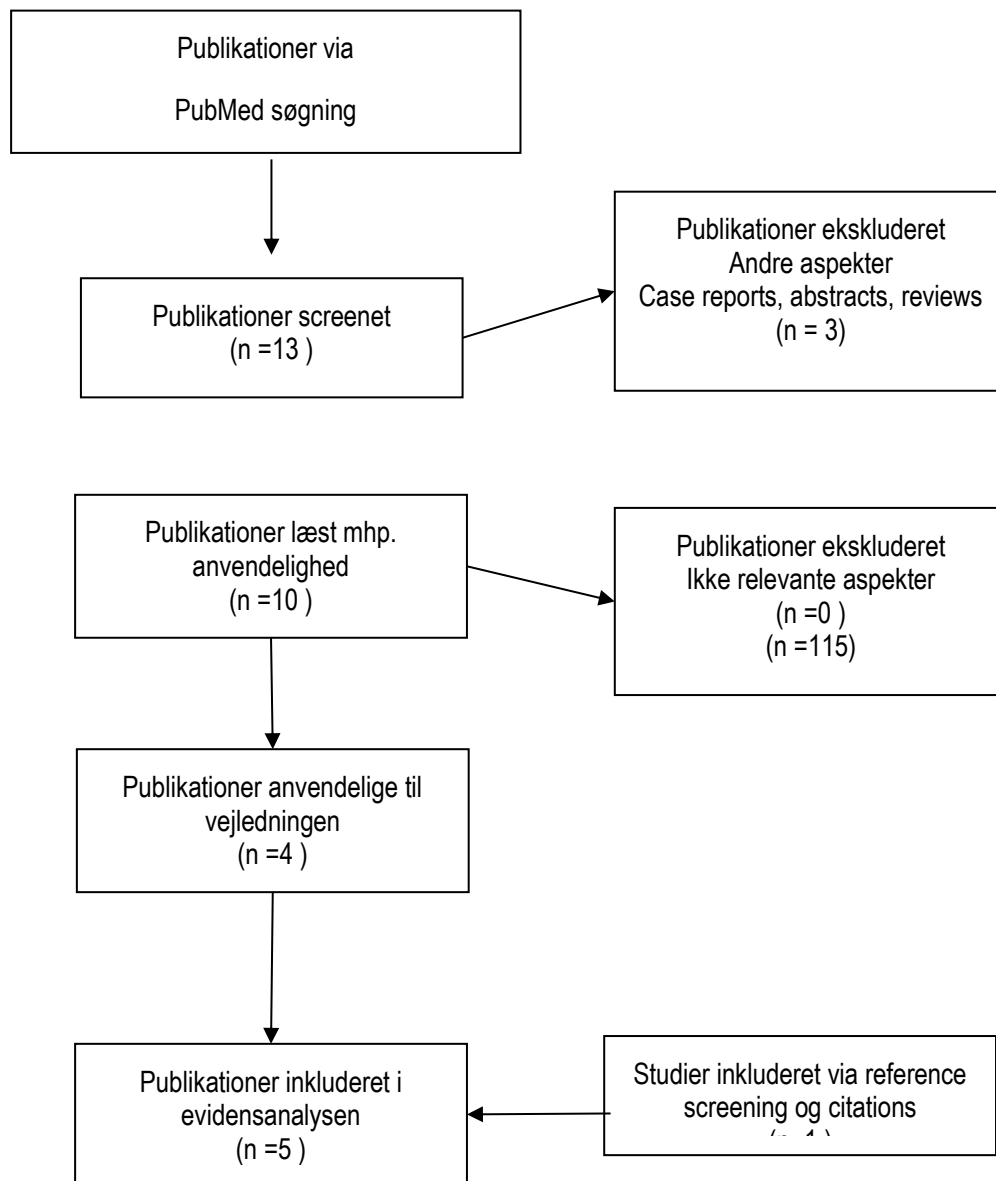 Publikationer via
PubMed søgning
Publikationer screenet
(n =13 )
Publikationer ekskluderet
Andre aspekter
Case reports, abstracts, reviews
(n = 3)
Publikationer læst mhp.
anvendelighed
(n =10 )
Publikationer ekskluderet
Ikke relevante aspekter
(n =0 )
(n =115)
Publikationer anvendelige til
vejledningen
(n =4 )
Publikationer inkluderet i
evidensanalysen
(n =5 )
Studier inkluderet via reference
screening og citations